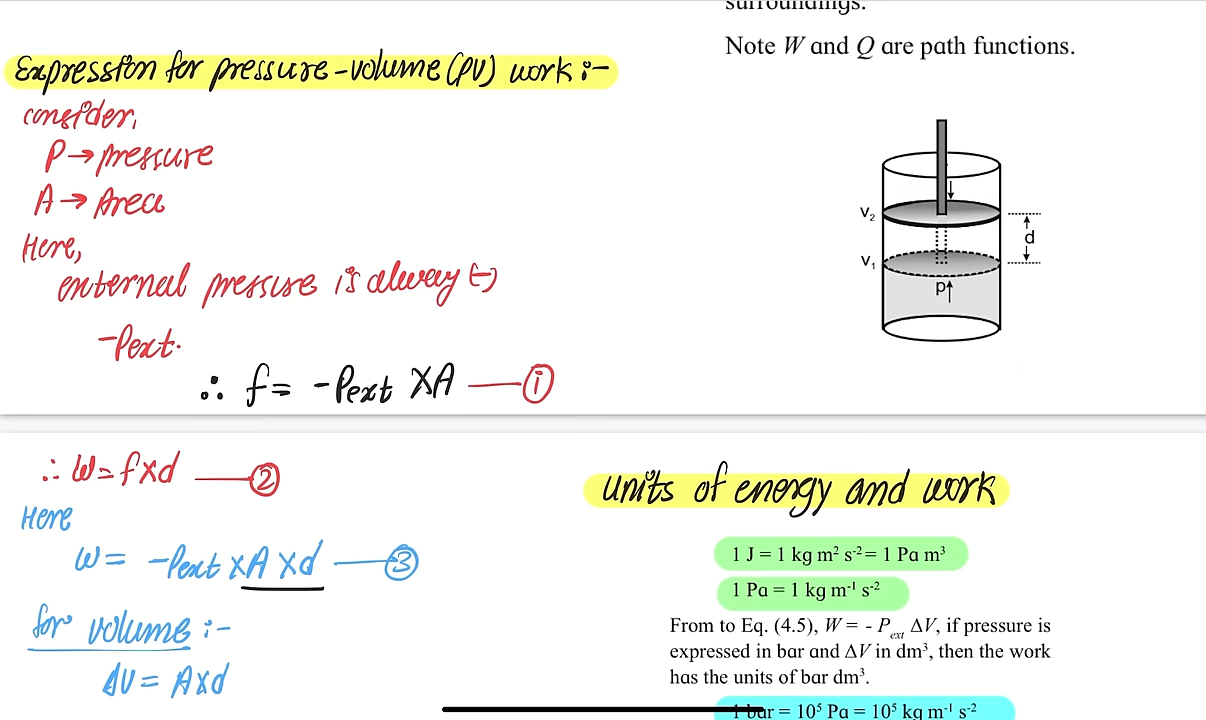 surroundings.
Note W and Q are path functions.
Expression for pressure-volume (PV) work :-
consider,
P → pressure
A → Area
Here,
external pressure is alway (-)
-Pext.
∴ f = -Pext X A — ①
V₂
d
V₁
p↑
∴ W = f x d — ②
Here
W = -Pext x A x d — ③
for volume :-
ΔV = A x d
units of energy and work
1 J = 1 kg m² s⁻² = 1 Pa m³
1 Pa = 1 kg m⁻¹ s⁻²
From to Eq. (4.5), W = - Pext ΔV, if pressure is
expressed in bar and ΔV in dm³, then the work
has the units of bar dm³.
1 bar = 10⁵ Pa = 10⁵ kg m⁻¹ s⁻²